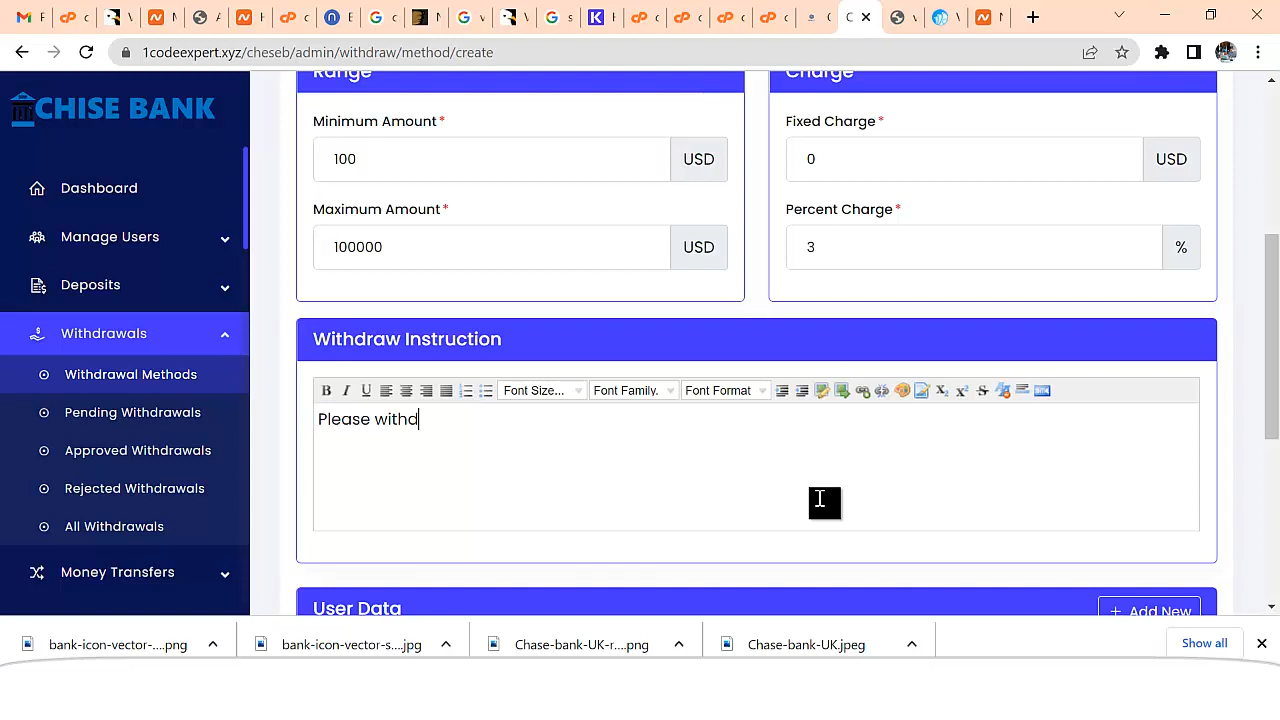 1codeexpert.xyz/cheseb/admin/withdraw/method/create
CHISE BANK
Dashboard
Manage Users
Deposits
Withdrawals
Withdrawal Methods
Pending Withdrawals
Approved Withdrawals
Rejected Withdrawals
All Withdrawals
Money Transfers
Range
Minimum Amount*
100 USD
Maximum Amount*
100000 USD
Charge
Fixed Charge*
0 USD
Percent Charge*
3 %
Withdraw Instruction
B I U Font Size... Font Family. Font Format
Please withd
User Data
+ Add New
bank-icon-vector-....png
bank-icon-vector-s....jpg
Chase-bank-UK-r....png
Chase-bank-UK.jpeg
Show all